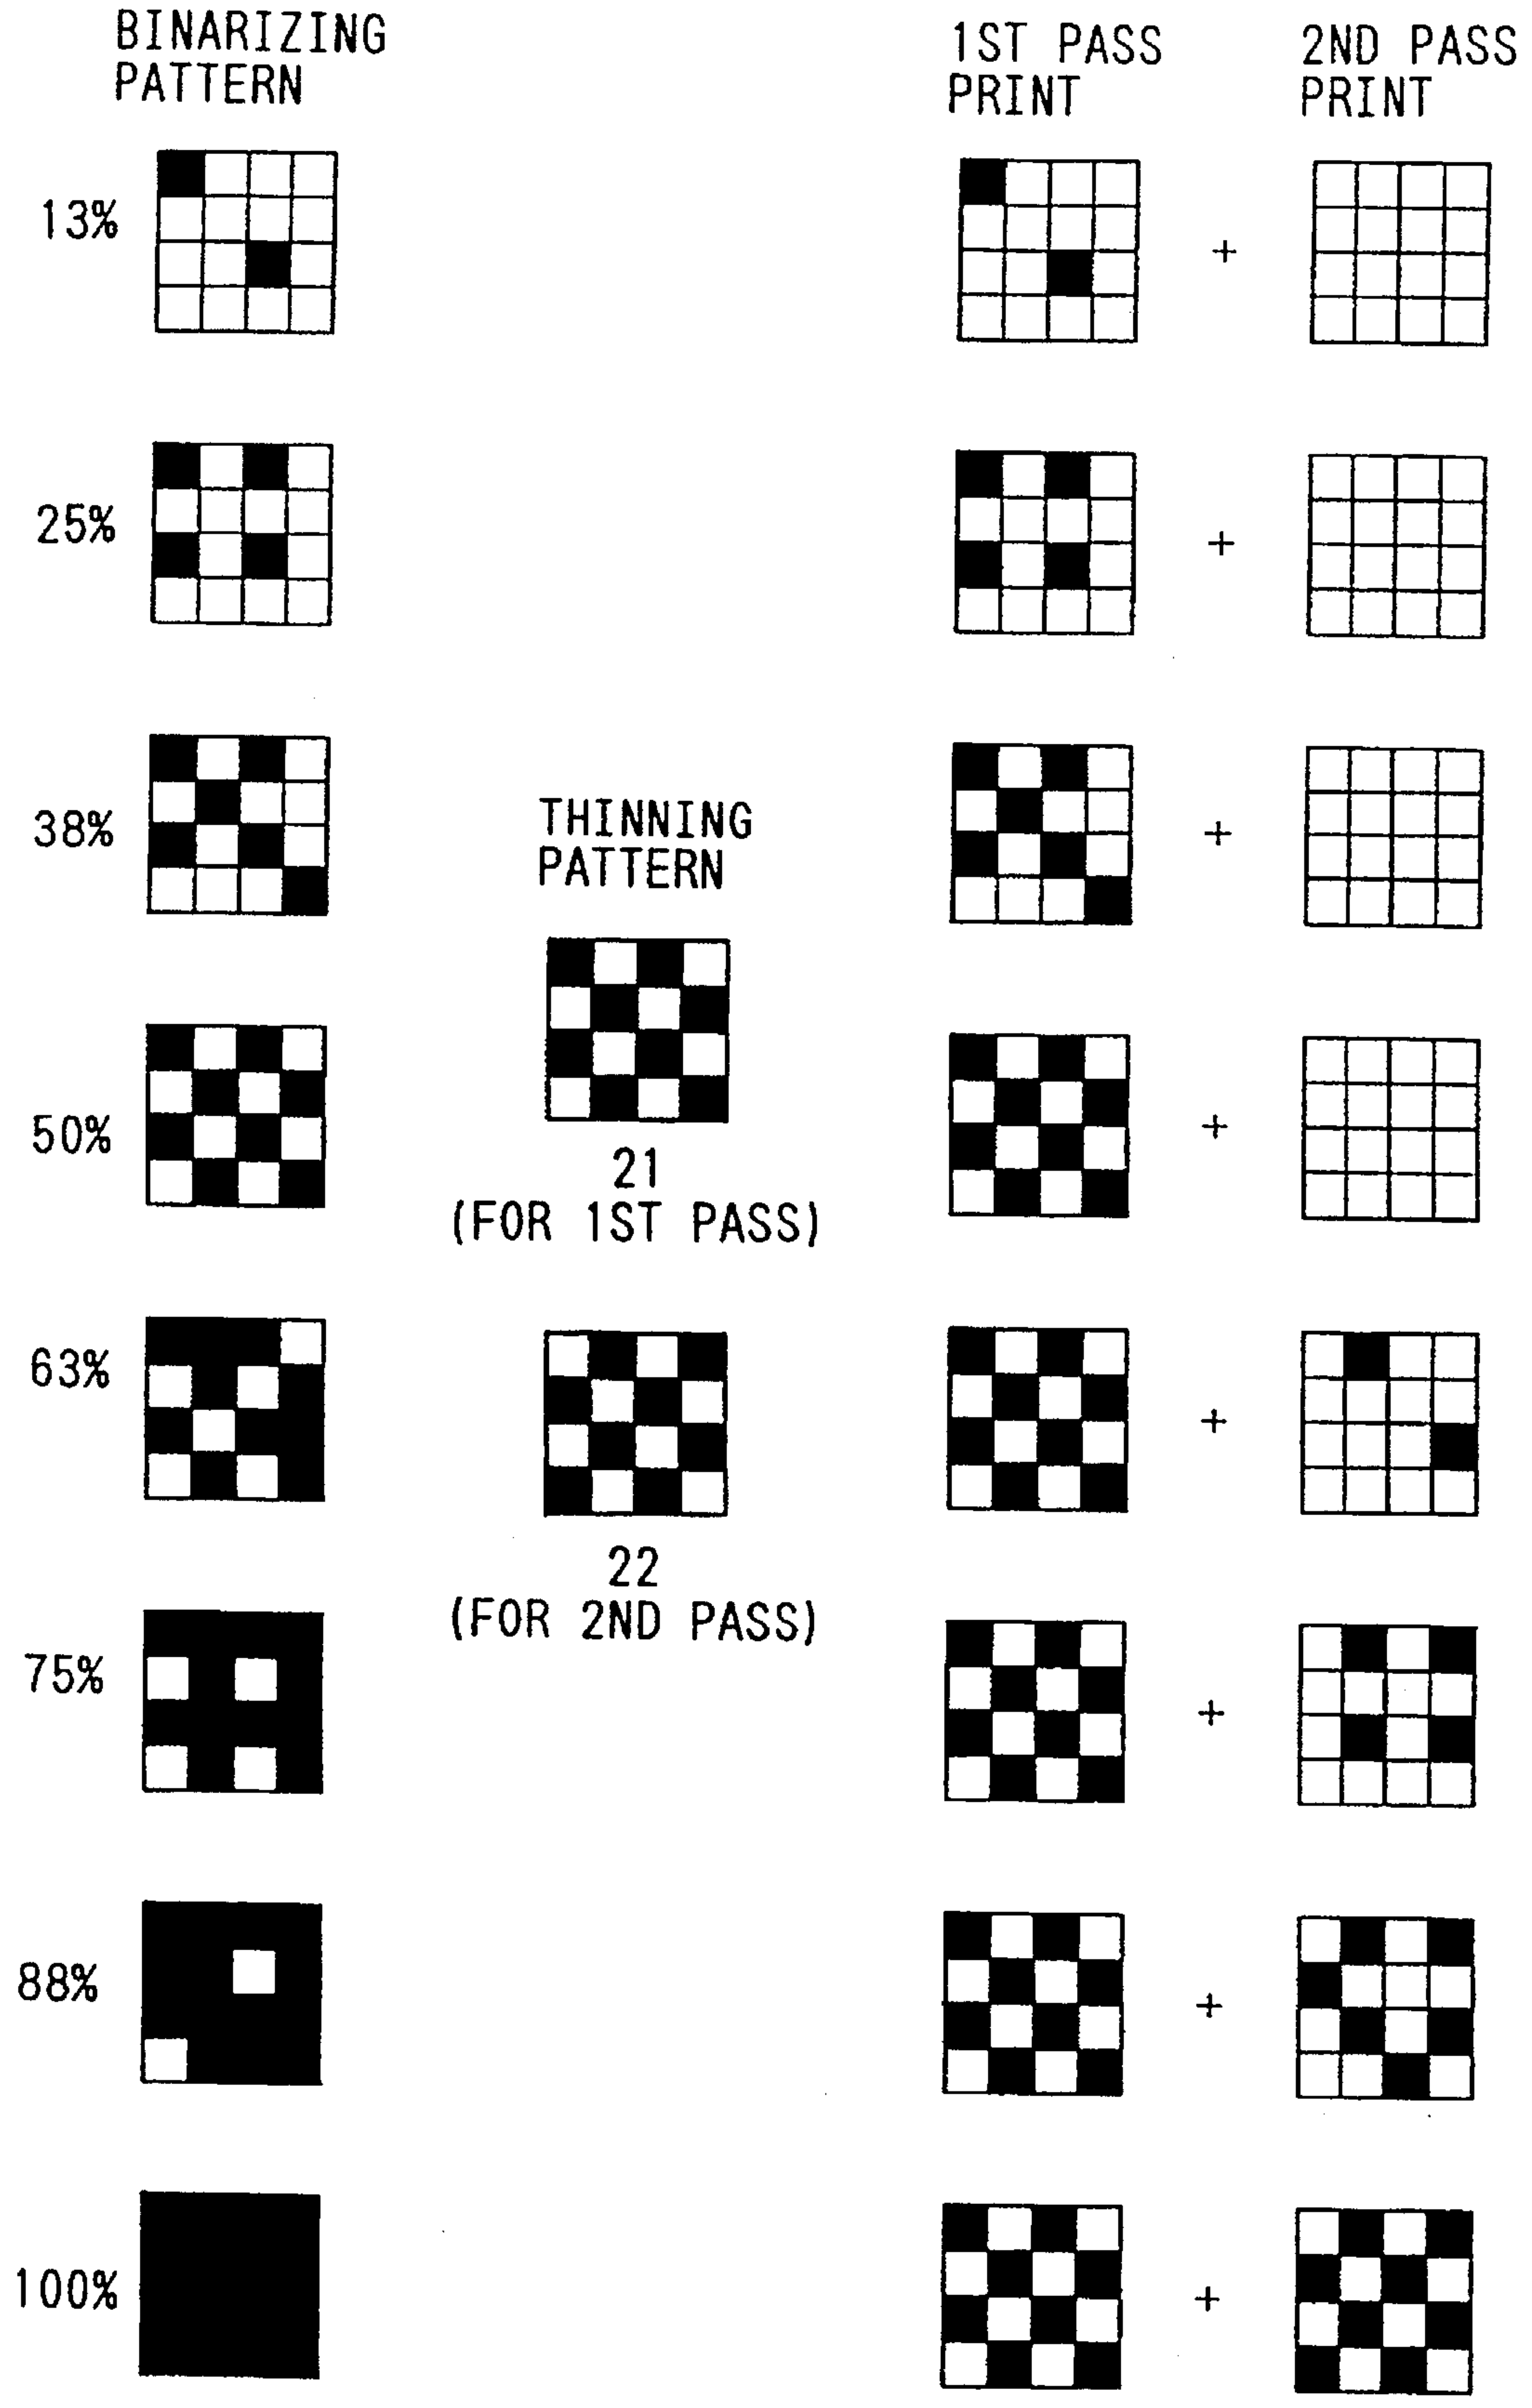 BINARIZING
PATTERN
1ST PASS
PRINT
2ND PASS
PRINT
13%
+
25%
+
38%
+
THINNING
PATTERN
50%
+
21
(FOR 1ST PASS)
63%
+
22
(FOR 2ND PASS)
75%
+
88%
+
100%
+